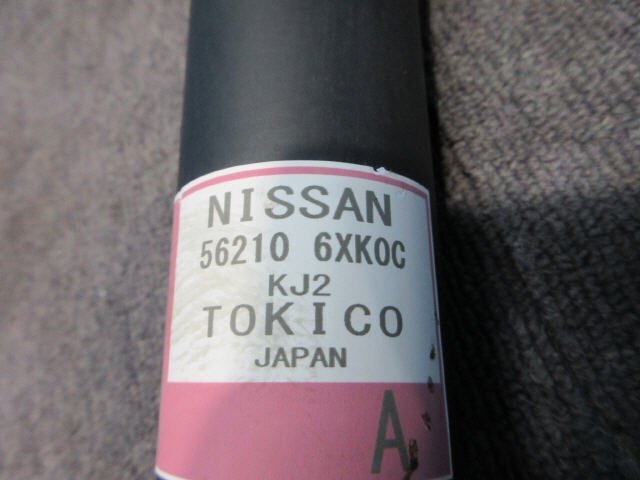 NISSAN
56210 6XK0C
KJ2
TOKICO
JAPAN
A